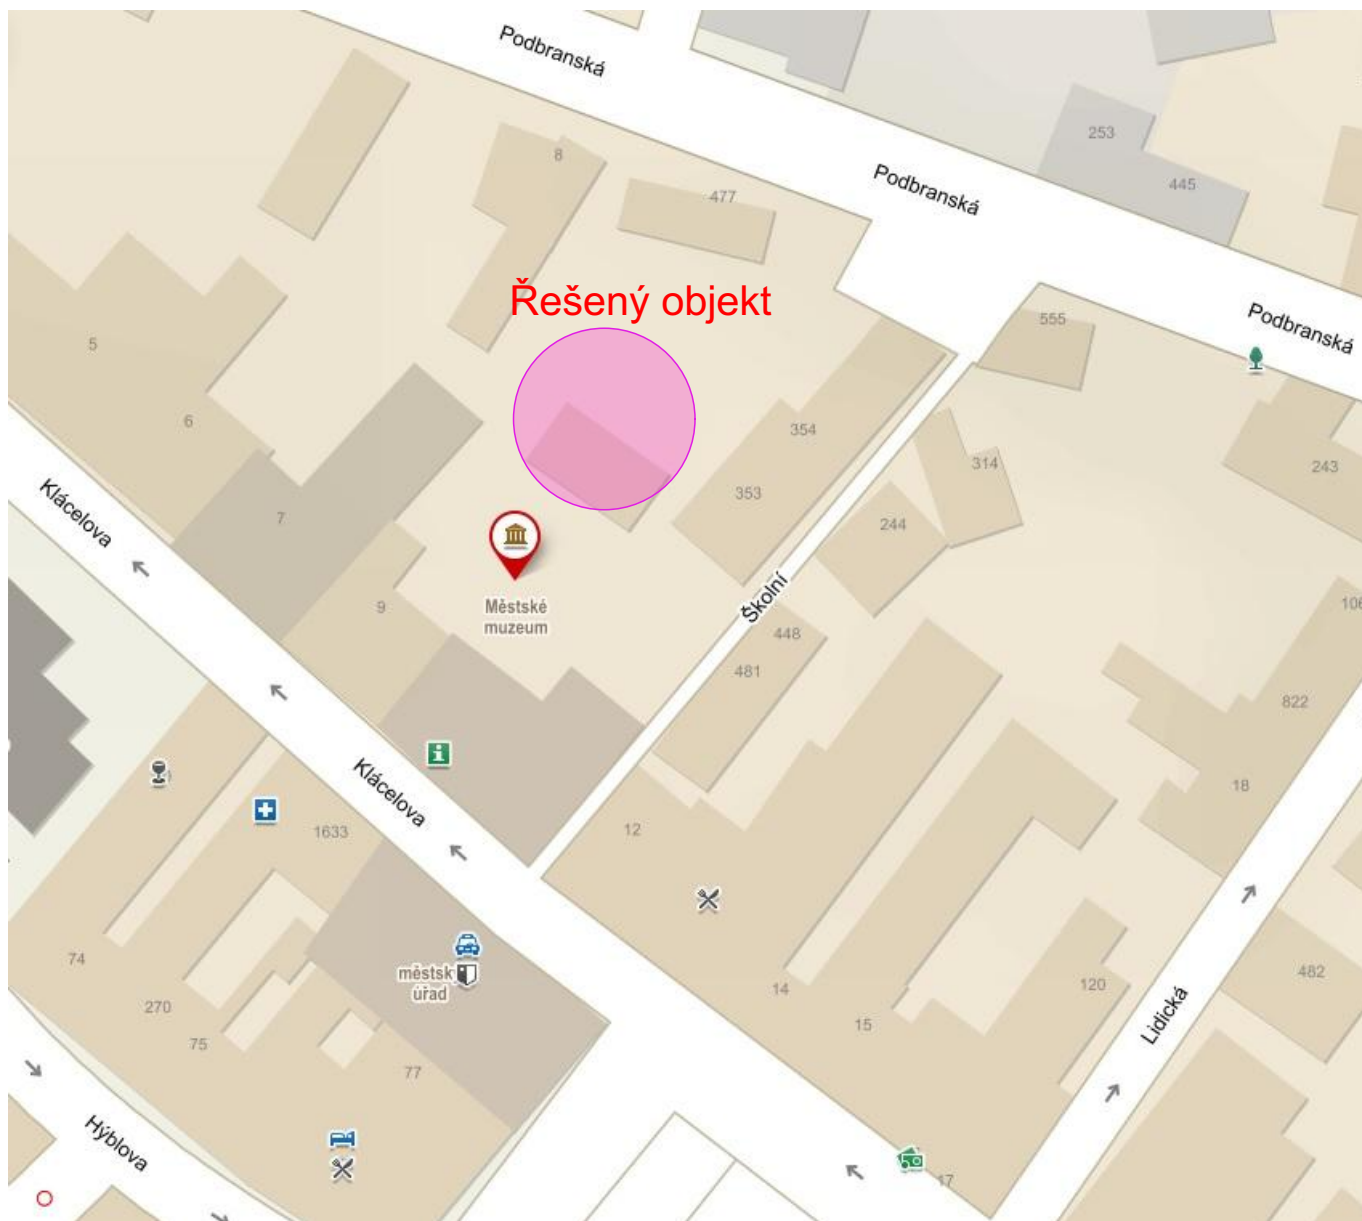 Podbranská
253
8
445
477
Podbranská
Řešený objekt
555
Podbranská
5
6
354
314
243
353
7
244
Klácelova
Městské
muzeum
Školní
9
448
481
822
18
Klácelova
1633
12
městsk
úřad
74
270
75
77
14
15
120
482
Lidická
Hýblova
17